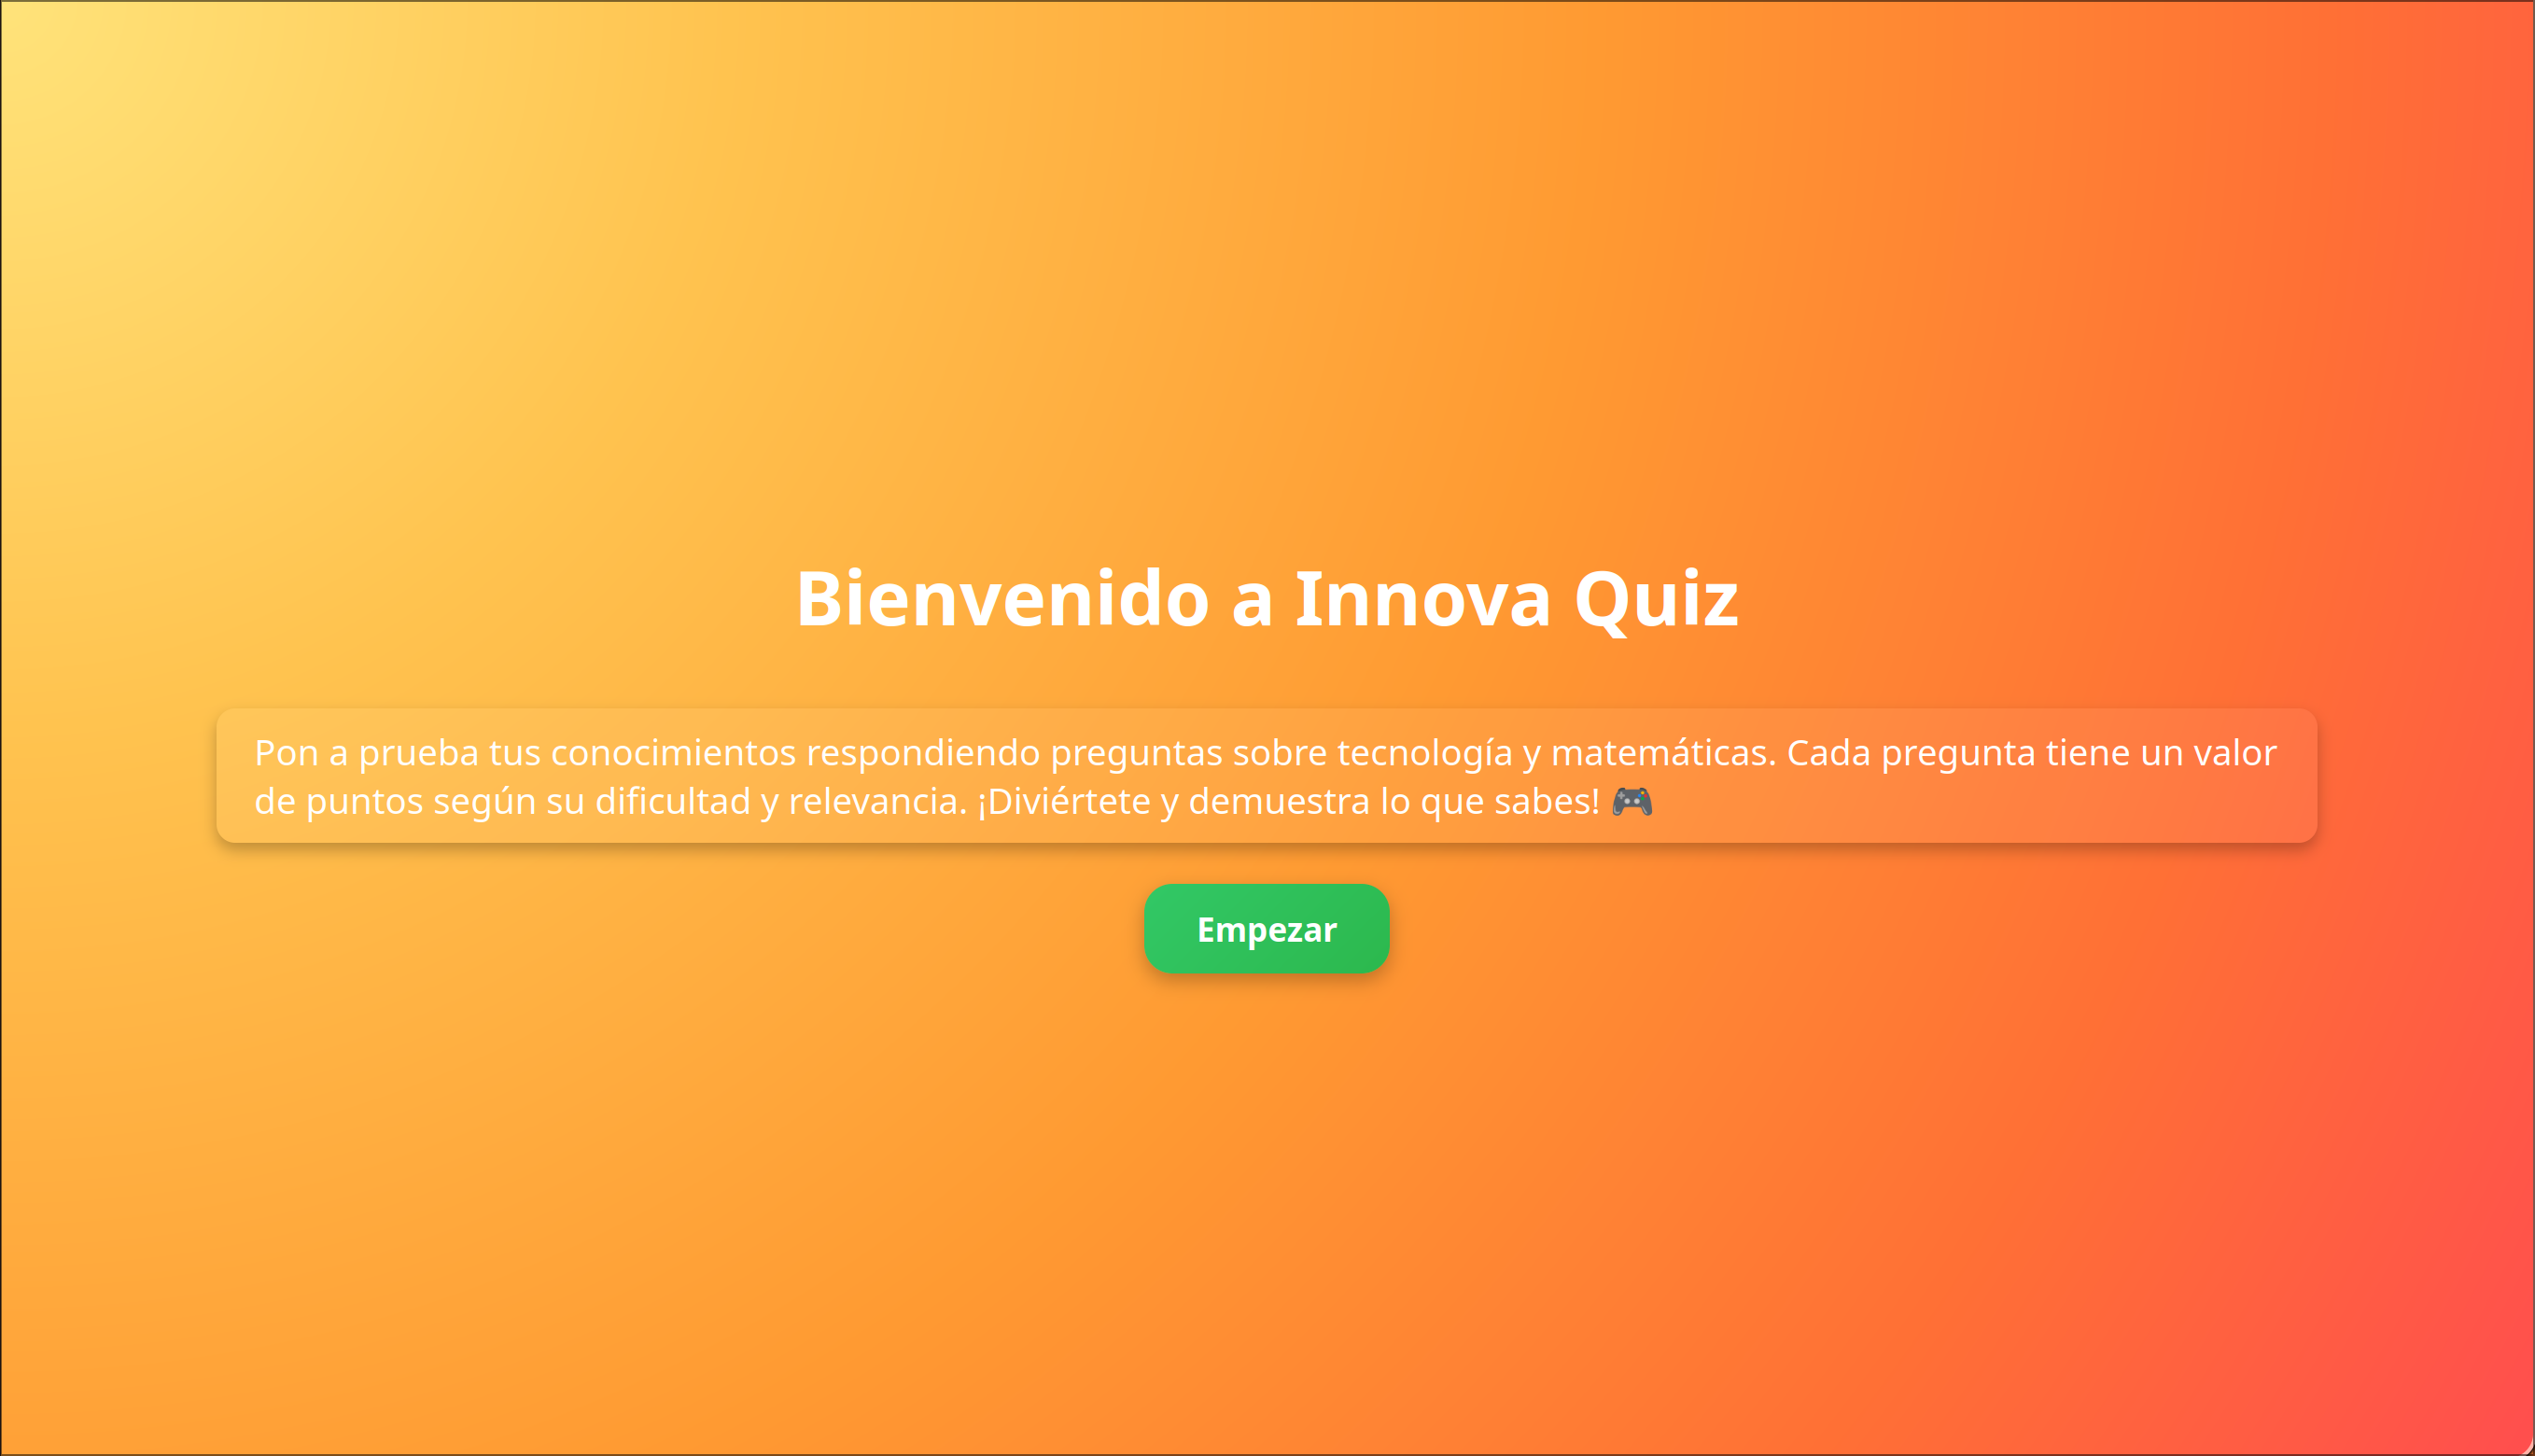 Bienvenido a Innova Quiz
Pon a prueba tus conocimientos respondiendo preguntas sobre tecnología y matemáticas. Cada pregunta tiene un valor
de puntos según su dificultad y relevancia. ¡Diviértete y demuestra lo que sabes! 🎮
Empezar